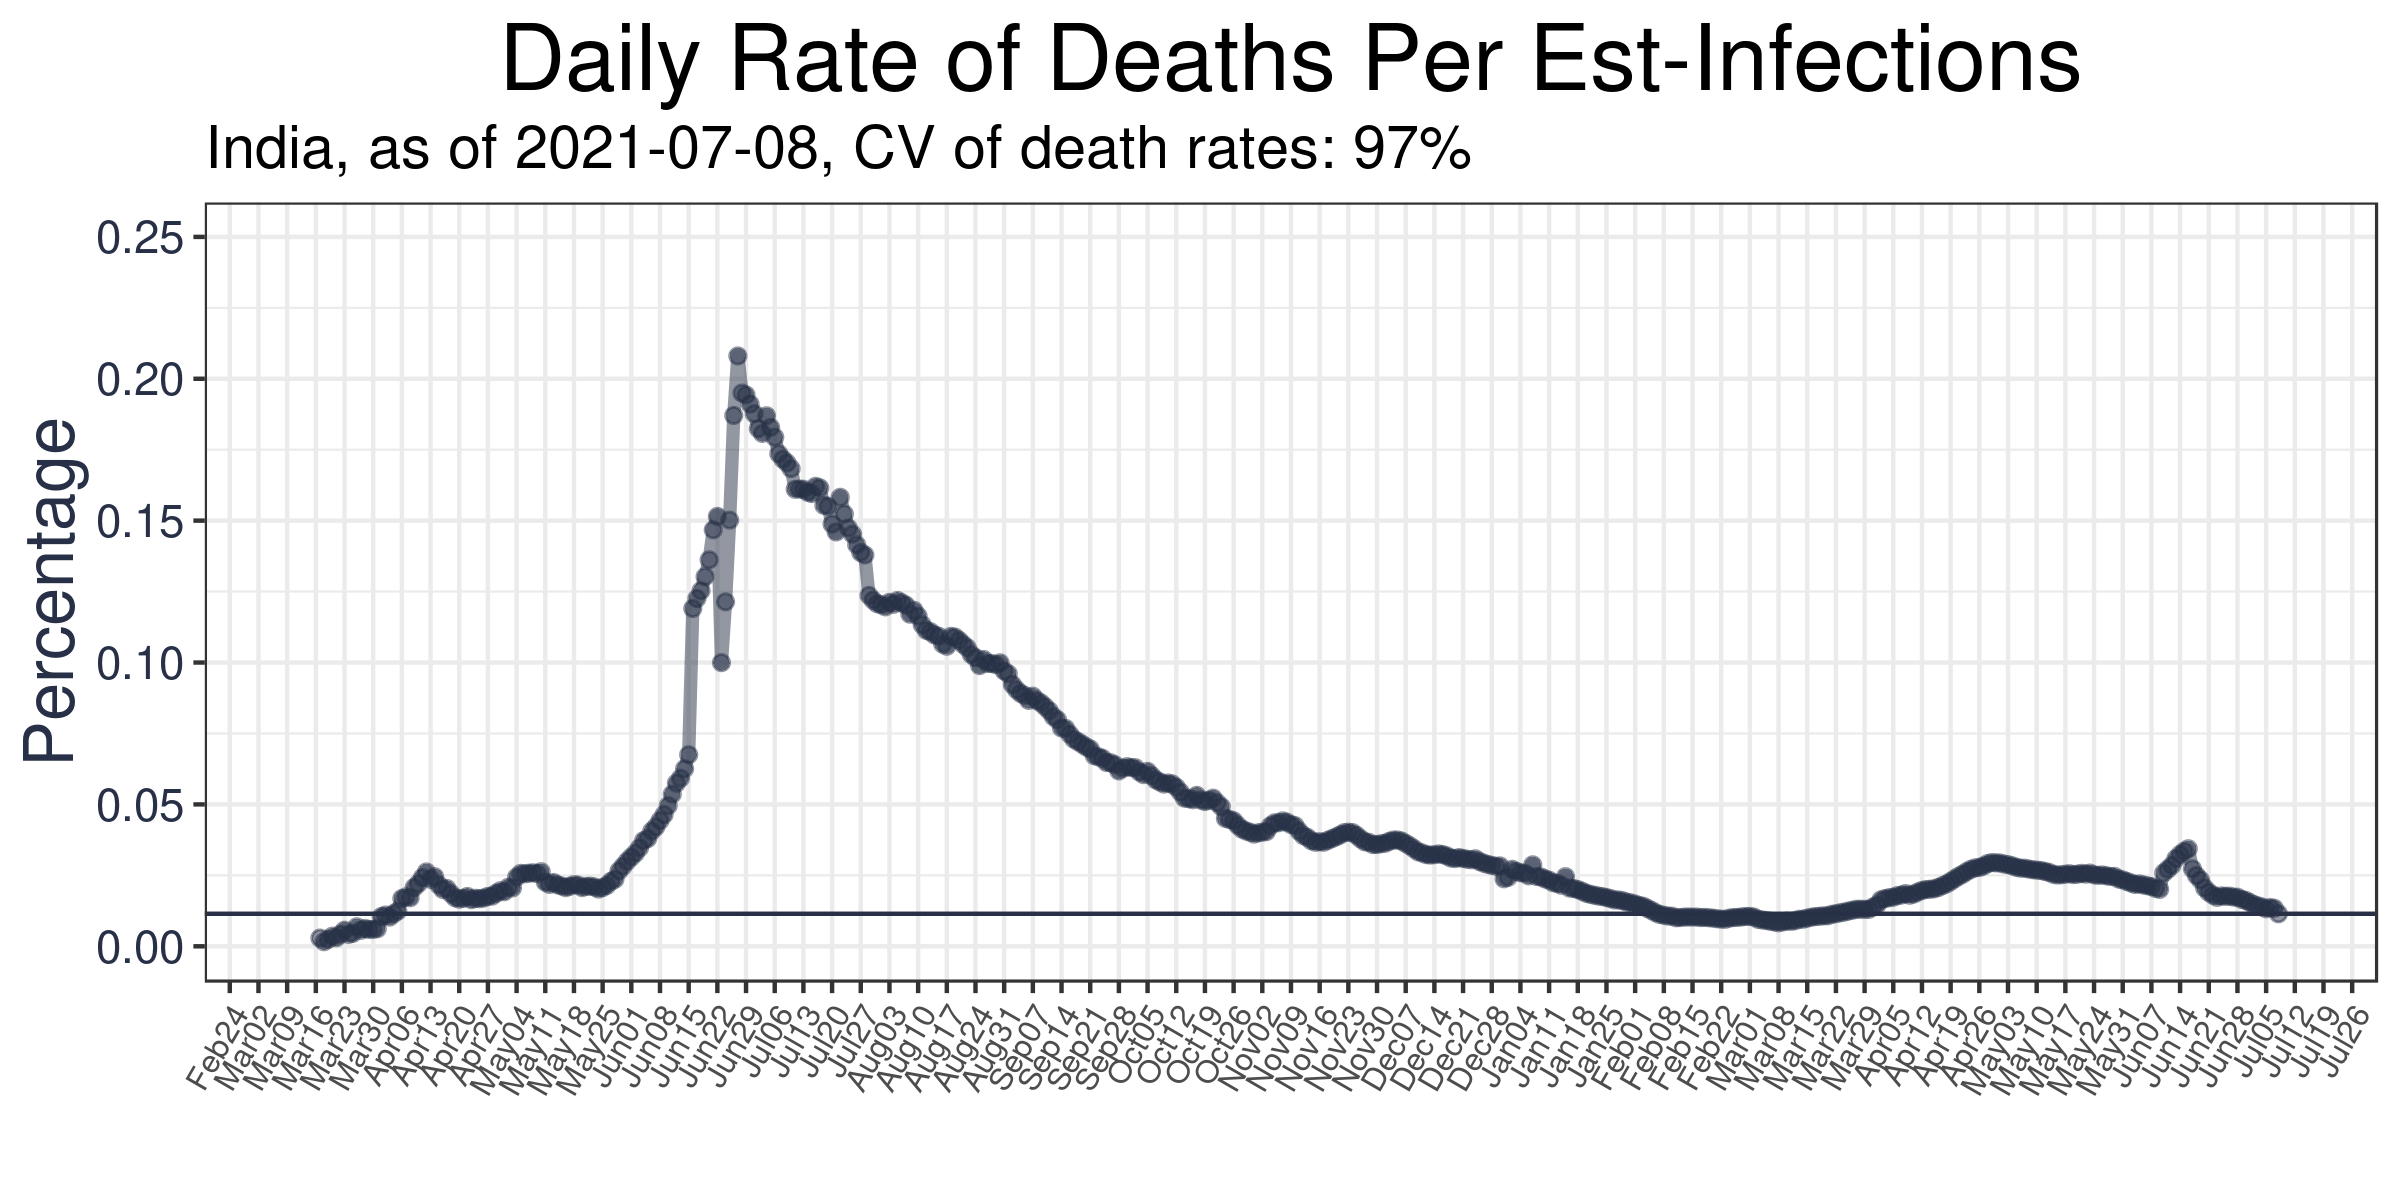 Daily Rate of Deaths Per Est-Infections
India, as of 2021-07-08, CV of death rates: 97%
Percentage
0.25
0.20
0.15
0.10
0.05
0.00
Feb24
Mar02
Mar09
Mar16
Mar23
Mar30
Apr06
Apr13
Apr20
Apr27
May04
May11
May18
May25
Jun01
Jun08
Jun15
Jun22
Jun29
Jul06
Jul13
Jul20
Jul27
Aug03
Aug10
Aug17
Aug24
Aug31
Sep07
Sep14
Sep21
Sep28
Oct05
Oct12
Oct19
Oct26
Nov02
Nov09
Nov16
Nov23
Nov30
Dec07
Dec14
Dec21
Dec28
Jan04
Jan11
Jan18
Jan25
Feb01
Feb08
Feb15
Feb22
Mar01
Mar08
Mar15
Mar22
Mar29
Apr05
Apr12
Apr19
Apr26
May03
May10
May17
May24
May31
Jun07
Jun14
Jun21
Jun28
Jul05
Jul12
Jul19
Jul26